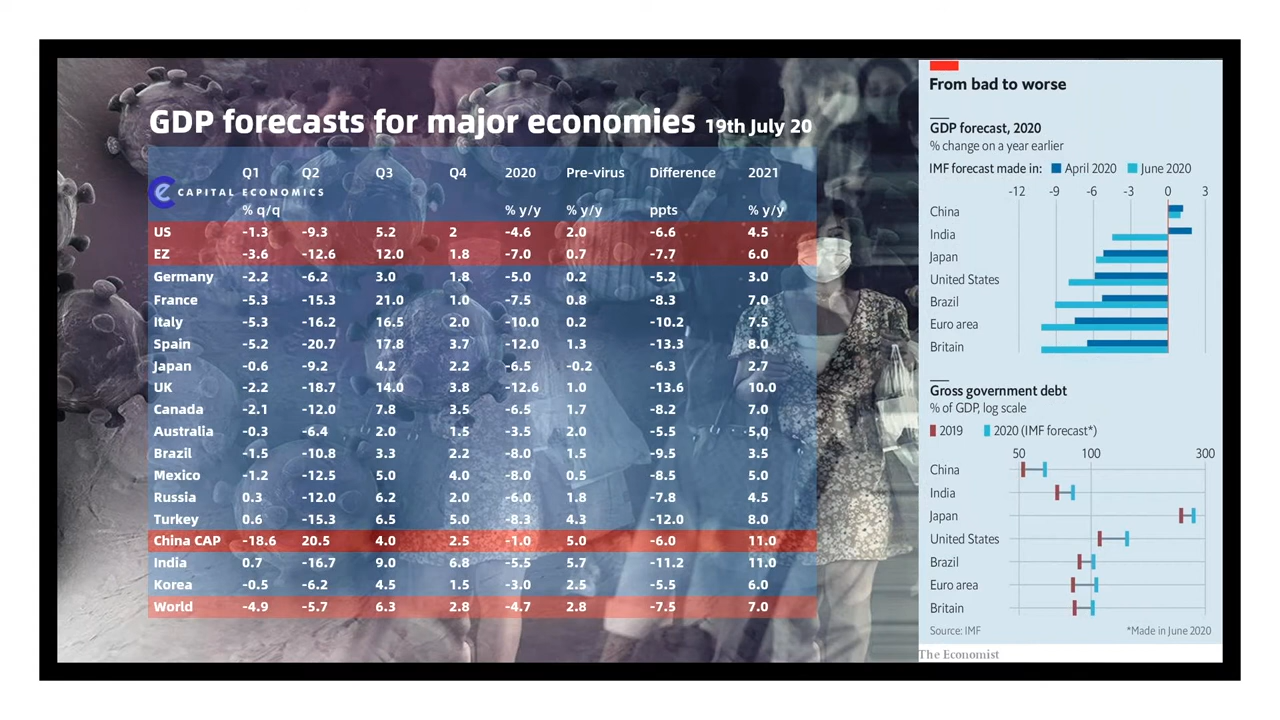 GDP forecasts for major economies 19th July 20
Q1 Q2 Q3 Q4 2020 Pre-virus Difference 2021
e CAPITAL ECONOMICS
% q/q % y/y % y/y ppts % y/y
US -1.3 -9.3 5.2 2 -4.6 2.0 -6.6 4.5
EZ -3.6 -12.6 12.0 1.8 -7.0 0.7 -7.7 6.0
Germany -2.2 -6.2 3.0 1.8 -5.0 0.2 -5.2 3.0
France -5.3 -15.3 21.0 1.0 -7.5 0.8 -8.3 7.0
Italy -5.3 -16.2 16.5 2.0 -10.0 0.2 -10.2 7.5
Spain -5.2 -20.7 17.8 3.7 -12.0 1.3 -13.3 8.0
Japan -0.6 -9.2 4.2 2.2 -6.5 -0.2 -6.3 2.7
UK -2.2 -18.7 14.0 3.8 -12.6 1.0 -13.6 10.0
Canada -2.1 -12.0 7.8 3.5 -6.5 1.7 -8.2 7.0
Australia -0.3 -6.4 2.0 1.5 -3.5 2.0 -5.5 5,0
Brazil -1.5 -10.8 3.3 2.2 -8.0 1.5 -9.5 3.5
Mexico -1.2 -12.5 5.0 4.0 -8.0 0.5 -8.5 5.0
Russia 0.3 -12.0 6.2 2.0 -6.0 1.8 -7.8 4.5
Turkey 0.6 -15.3 6.5 5.0 -8.3 4.3 -12.0 8.0
China CAP -18.6 20.5 4.0 2.5 -1.0 5.0 -6.0 11.0
India 0.7 -16.7 9.0 6.8 -5.5 5.7 -11.2 11.0
Korea -0.5 -6.2 4.5 1.5 -3.0 2.5 -5.5 6.0
World -4.9 -5.7 6.3 2.8 -4.7 2.8 -7.5 7.0
From bad to worse
GDP forecast, 2020
% change on a year earlier
IMF forecast made in: April 2020 June 2020
-12 -9 -6 -3 0 3
China
India
Japan
United States
Brazil
Euro area
Britain
Gross government debt
% of GDP, log scale
2019 2020 (IMF forecast*)
50 100 300
China
India
Japan
United States
Brazil
Euro area
Britain
Source: IMF *Made in June 2020
The Economist